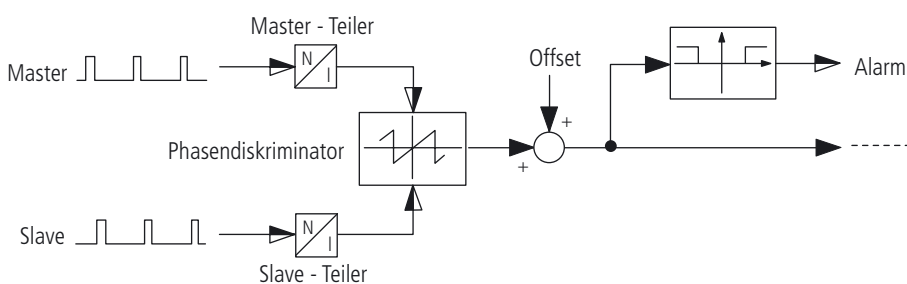 Master - Teiler
Master
N
I
Offset
+
+
Alarm
Phasendiskriminator
Slave
N
I
Slave - Teiler